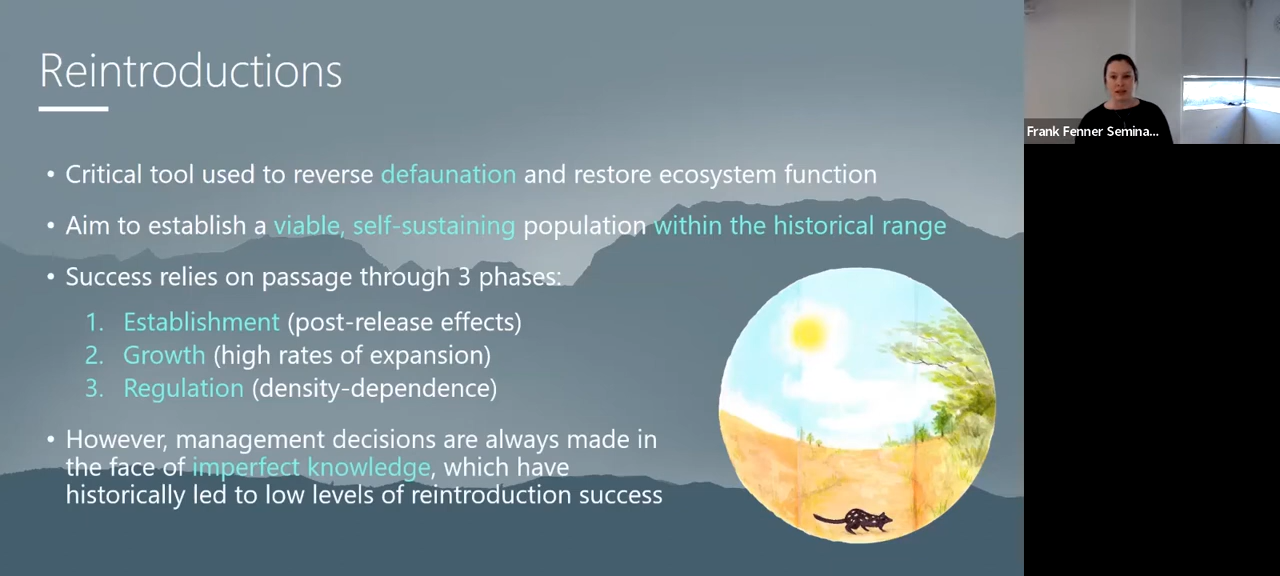 Reintroductions
• Critical tool used to reverse defaunation and restore ecosystem function
• Aim to establish a viable, self-sustaining population within the historical range
• Success relies on passage through 3 phases:
1. Establishment (post-release effects)
2. Growth (high rates of expansion)
3. Regulation (density-dependence)
• However, management decisions are always made in
the face of imperfect knowledge, which have
historically led to low levels of reintroduction success
Frank Fenner Semina...